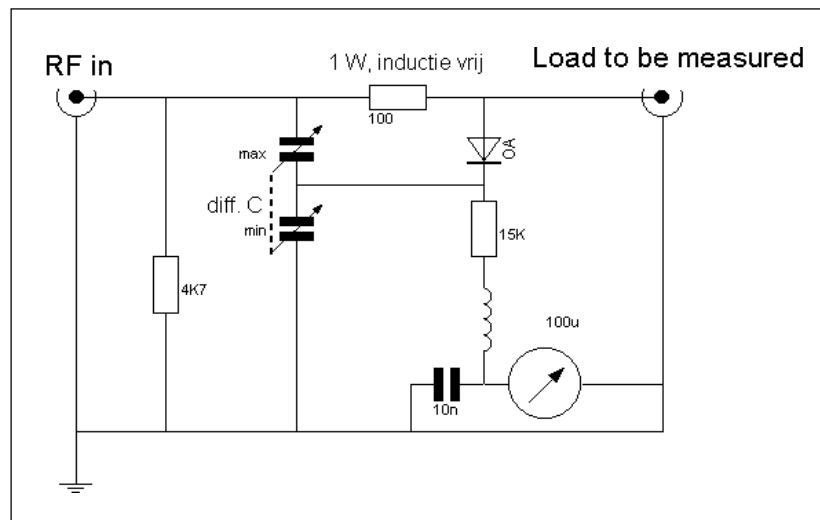 RF in
1 W, inductie vrij
Load to be measured
100
max
OA
diff. C
min
15K
4K7
100u
10n